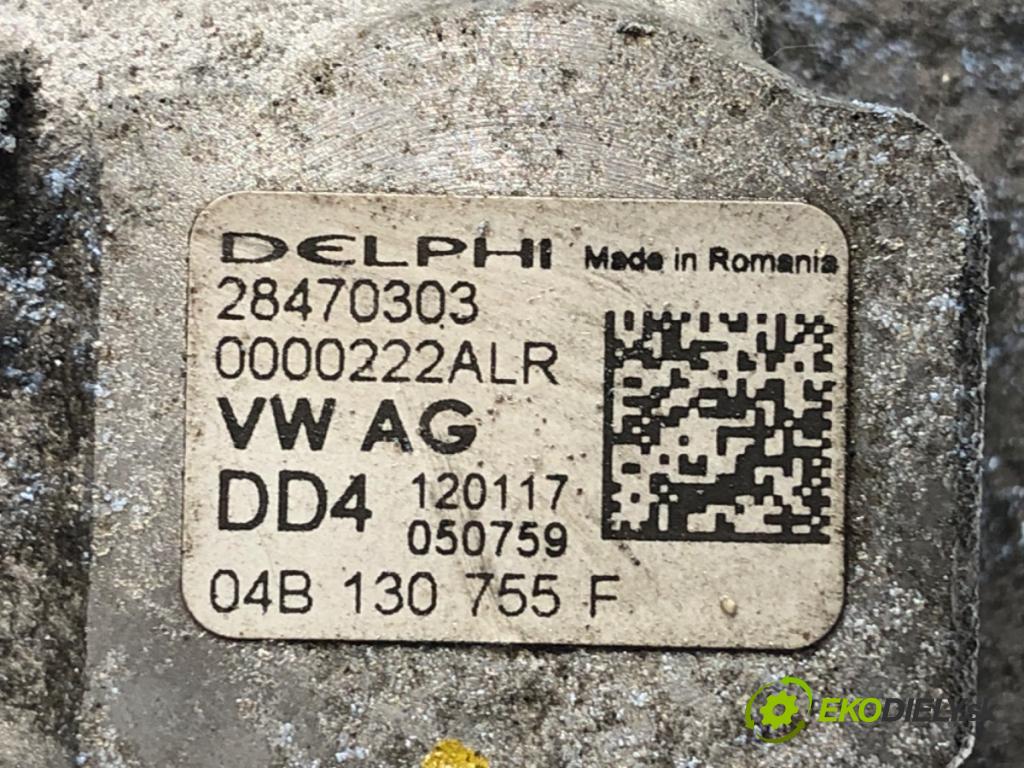 DELPHI Made in Romania
28470303
0000222ALR
VW AG
DD4 120117
050759
04B 130 755 F
EKODIELY